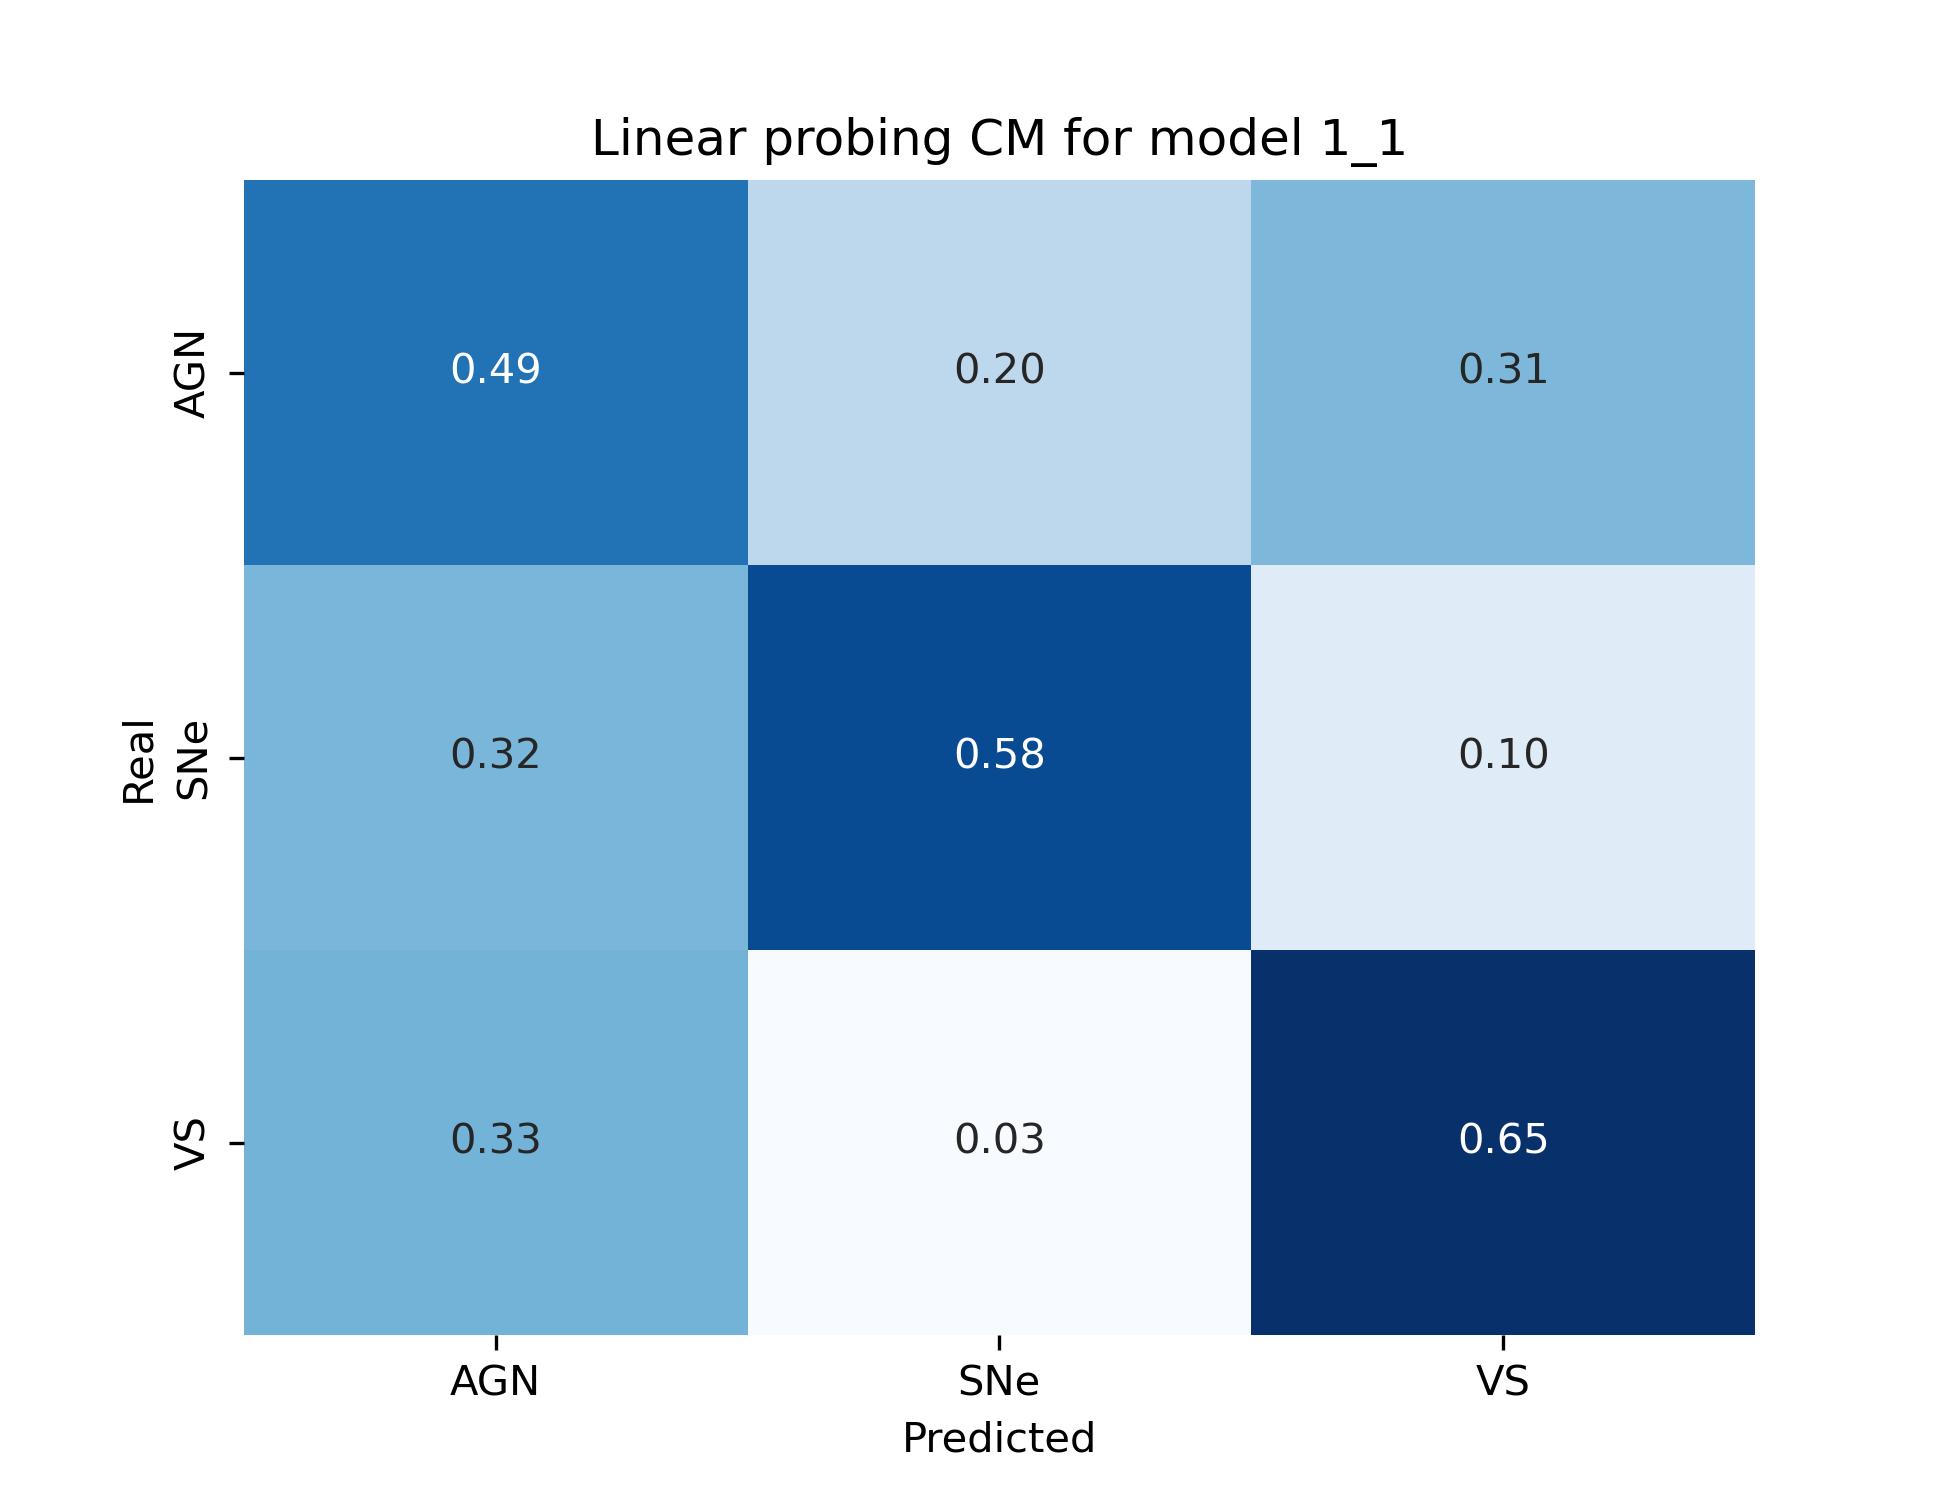 Linear probing CM for model 1_1
AGN 0.49 0.20 0.31
Real
SNe 0.32 0.58 0.10
VS 0.33 0.03 0.65
AGN SNe VS
Predicted